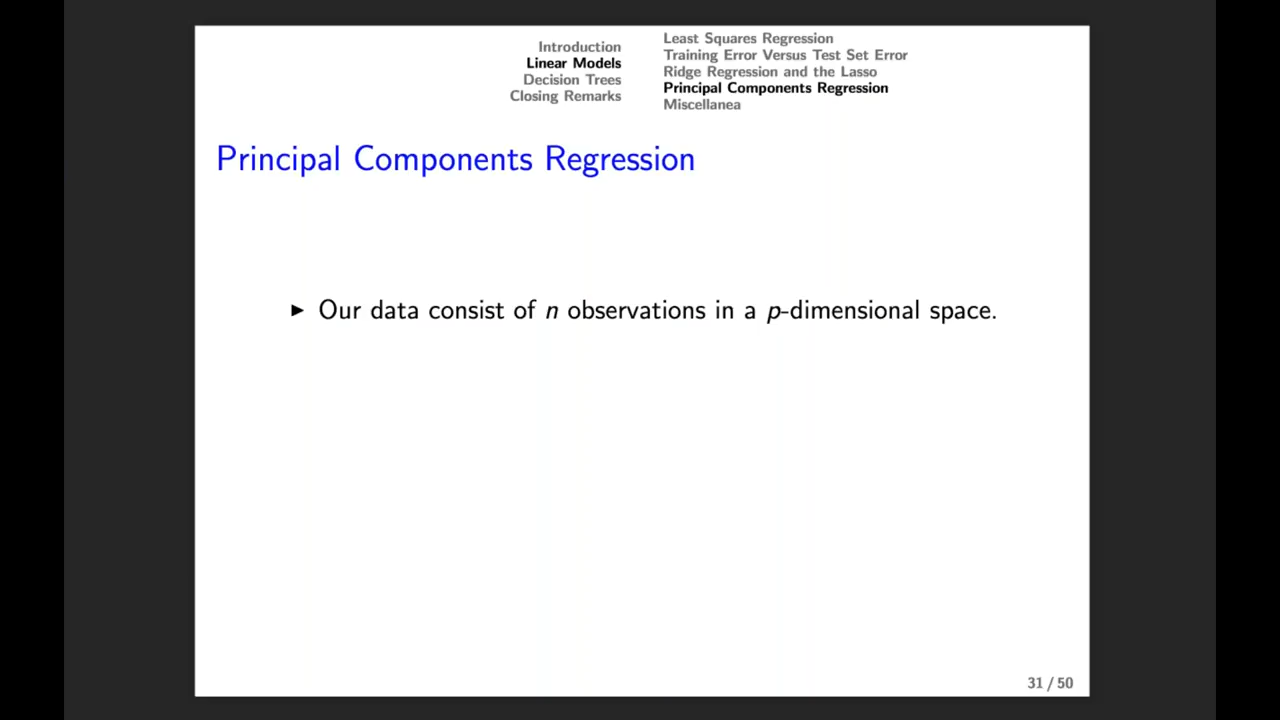 Introduction
Linear Models
Decision Trees
Closing Remarks
Least Squares Regression
Training Error Versus Test Set Error
Ridge Regression and the Lasso
Principal Components Regression
Miscellanea
Principal Components Regression
▶ Our data consist of n observations in a p-dimensional space.
31 / 50